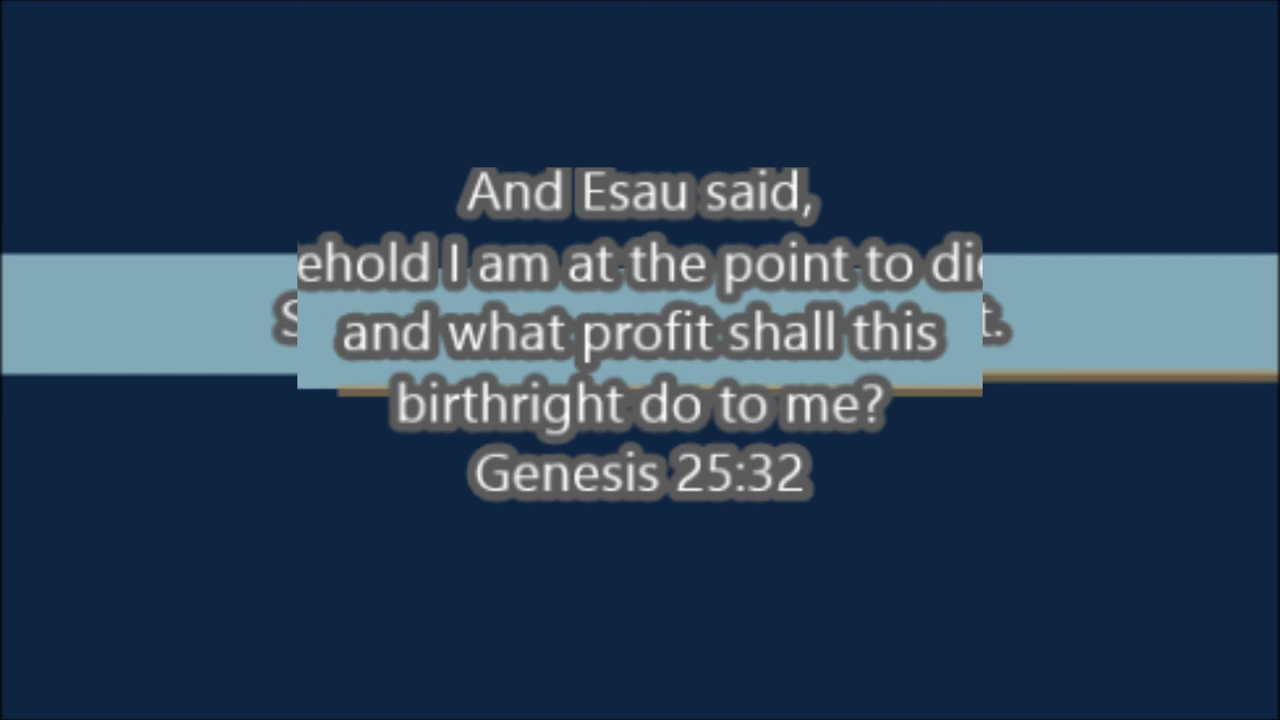 And Esau said,
ehold I am at the point to die
and what profit shall this
birthright do to me?
Genesis 25:32